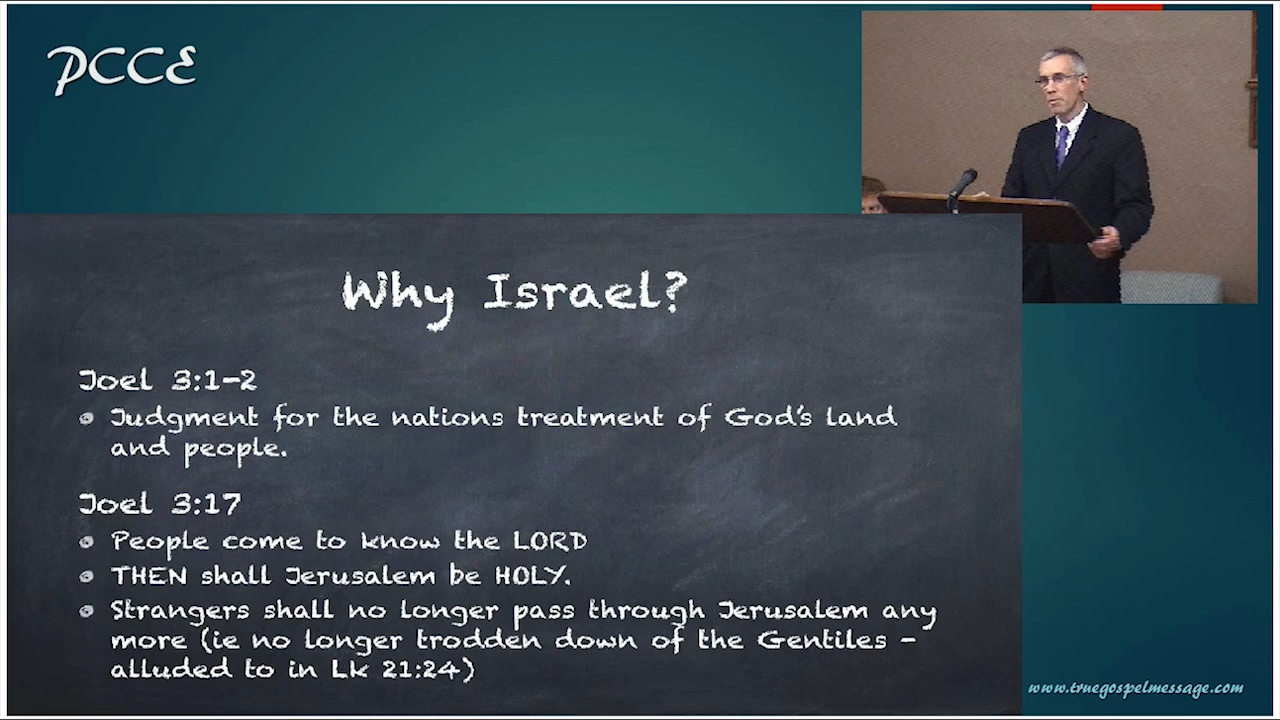 PCCE
Why Israel?
Joel 3:1-2
Judgment for the nations treatment of God's land
and people.
Joel 3:17
People come to know the LORD
THEN shall Jerusalem be HOLY.
Strangers shall no longer pass through Jerusalem any
more (ie no longer trodden down of the Gentiles -
alluded to in Lk 21:24)
www.truegospelmessage.com